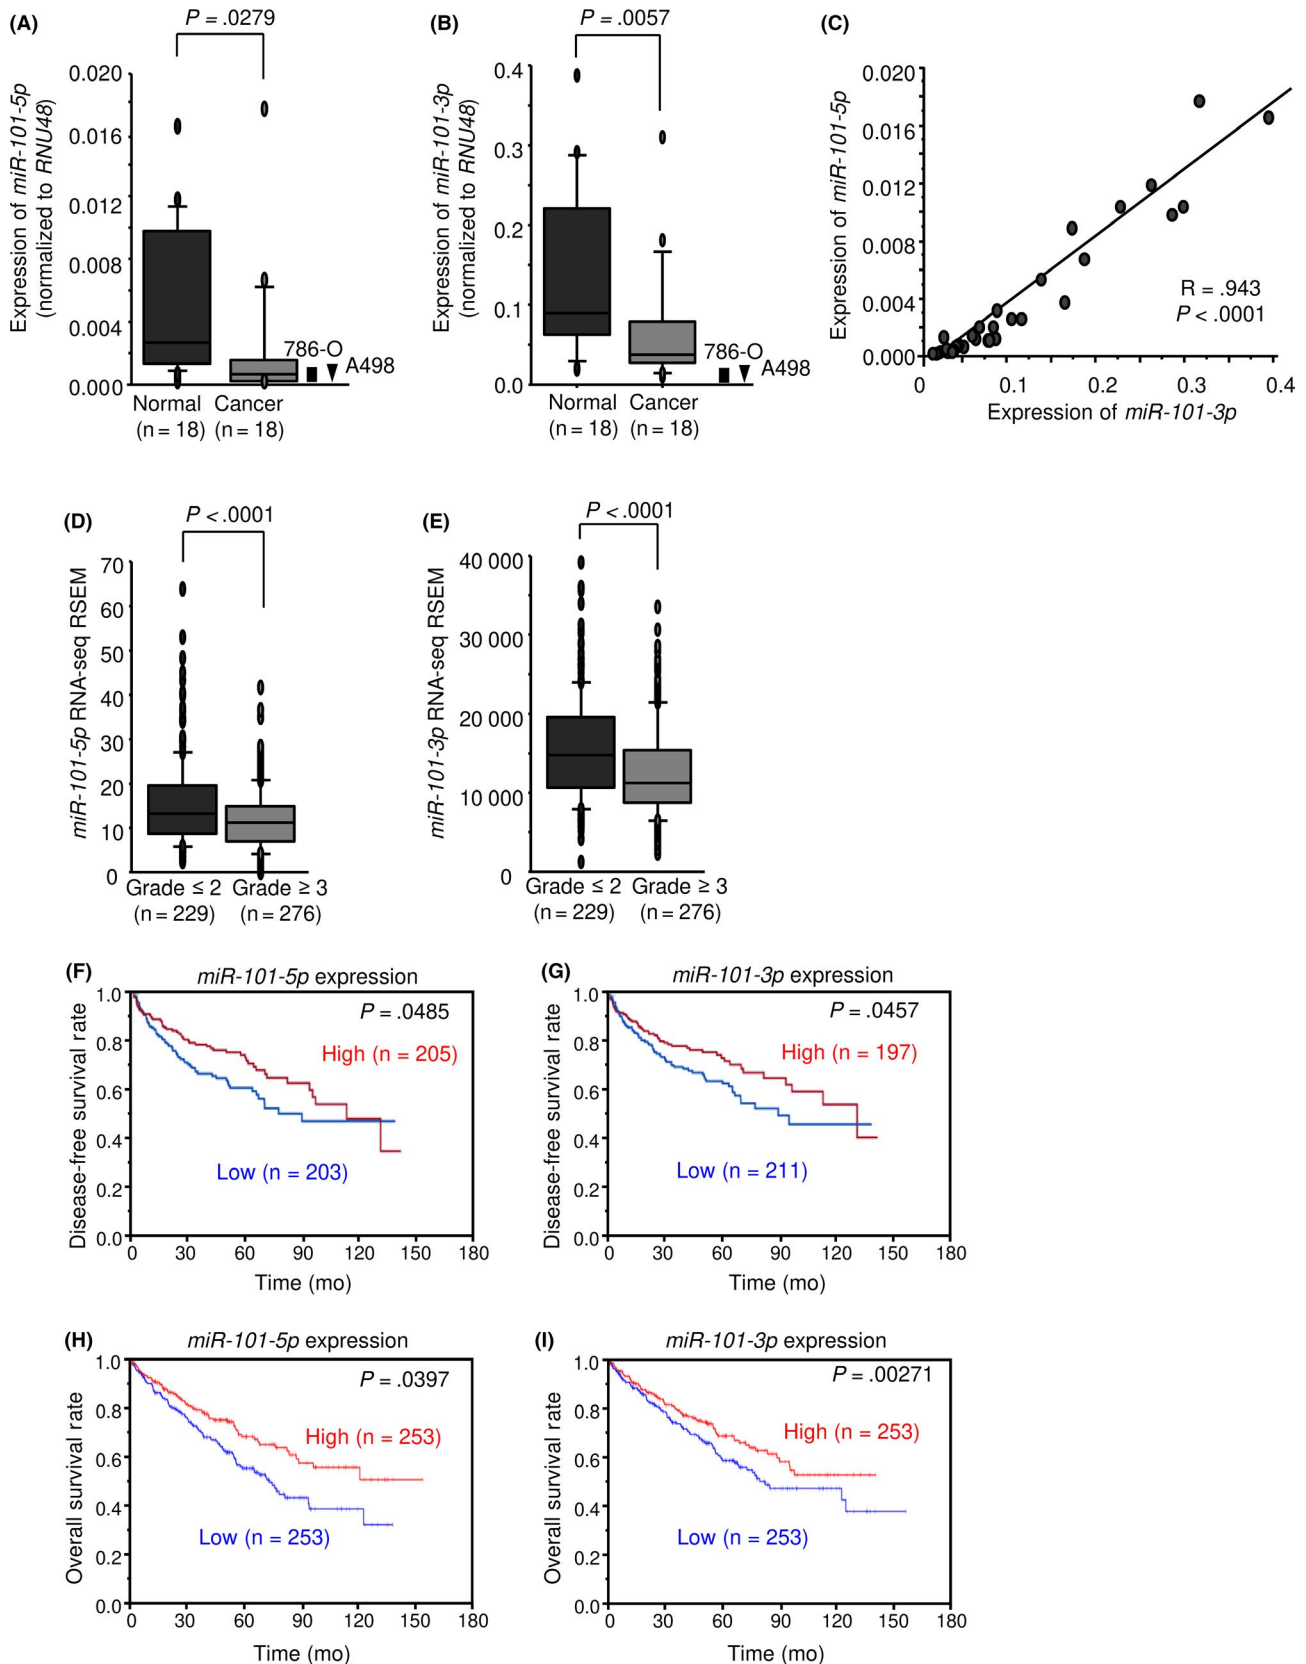 (A)
P = .0279
Expression of miR-101-5p
(normalized to RNU48)
0.020
0.016
0.012
0.008
0.004
0.000
786-O
A498
Normal Cancer
(n = 18) (n = 18)
(B)
P = .0057
Expression of miR-101-3p
(normalized to RNU48)
0.4
0.3
0.2
0.1
0.0
786-O
A498
Normal Cancer
(n = 18) (n = 18)
(C)
Expression of miR-101-5p
0.020
0.016
0.012
0.008
0.004
0.000
R = .943
P < .0001
0 0.1 0.2 0.3 0.4
Expression of miR-101-3p
(D)
P < .0001
miR-101-5p RNA-seq RSEM
70
60
50
40
30
20
10
0
Grade ≤ 2 Grade ≥ 3
(n = 229) (n = 276)
(E)
P < .0001
miR-101-3p RNA-seq RSEM
40 000
30 000
20 000
10 000
0
Grade ≤ 2 Grade ≥ 3
(n = 229) (n = 276)
(F)
miR-101-5p expression
Disease-free survival rate
1.0
0.8
0.6
0.4
0.2
0.0
P = .0485
High (n = 205)
Low (n = 203)
0 30 60 90 120 150 180
Time (mo)
(G)
miR-101-3p expression
Disease-free survival rate
1.0
0.8
0.6
0.4
0.2
0.0
P = .0457
High (n = 197)
Low (n = 211)
0 30 60 90 120 150 180
Time (mo)
(H)
miR-101-5p expression
Overall survival rate
1.0
0.8
0.6
0.4
0.2
0.0
P = .0397
High (n = 253)
Low (n = 253)
0 30 60 90 120 150 180
Time (mo)
(I)
miR-101-3p expression
Overall survival rate
1.0
0.8
0.6
0.4
0.2
0.0
P = .00271
High (n = 253)
Low (n = 253)
0 30 60 90 120 150 180
Time (mo)